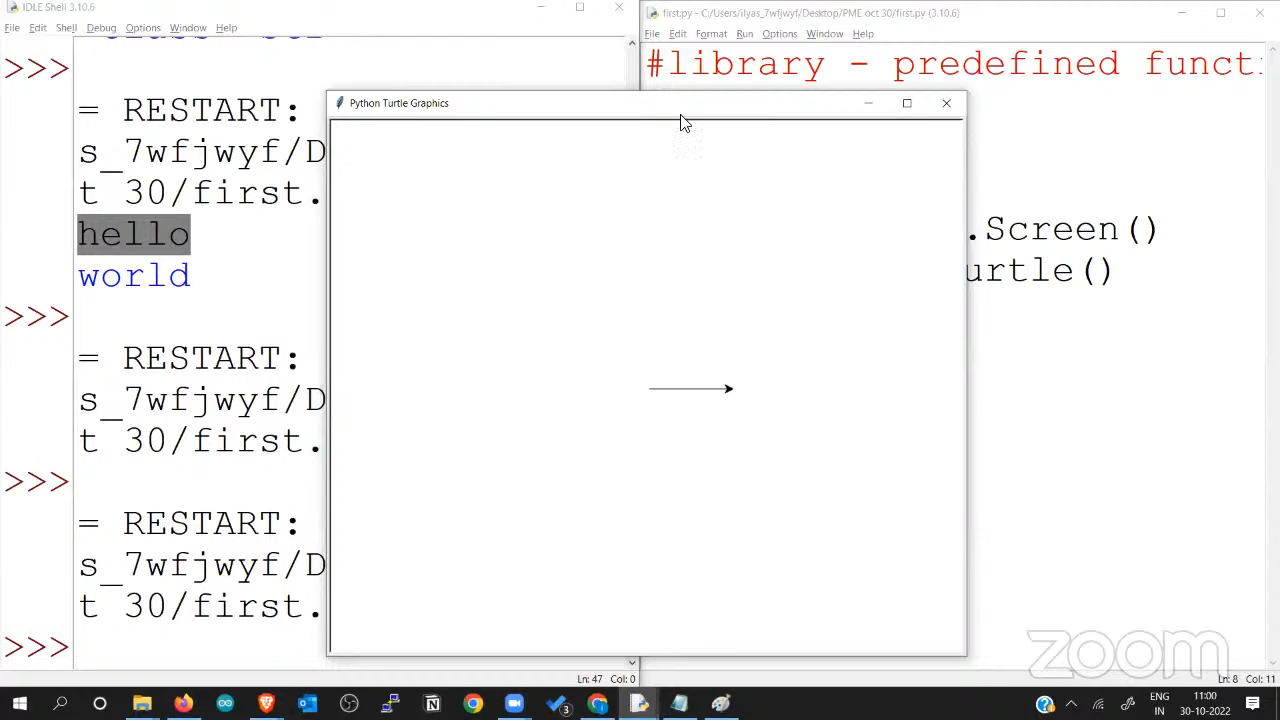 IDLE Shell 3.10.6
File Edit Shell Debug Options Window Help
>>>
= RESTART:
s_7wfjwyf/D
t 30/first.
hello
world
>>>
= RESTART:
s_7wfjwyf/D
t 30/first.
>>>
= RESTART:
s_7wfjwyf/D
t 30/first.
>>>
Ln: 47 Col: 0
first.py - C:/Users/ilyas_7wfjwyf/Desktop/PME oct 30/first.py (3.10.6)
File Edit Format Run Options Window Help
#library - predefined functi
.Screen()
urtle()
Ln: 8 Col: 11
Python Turtle Graphics
zoom
3
ENG
IN
11:00
30-10-2022